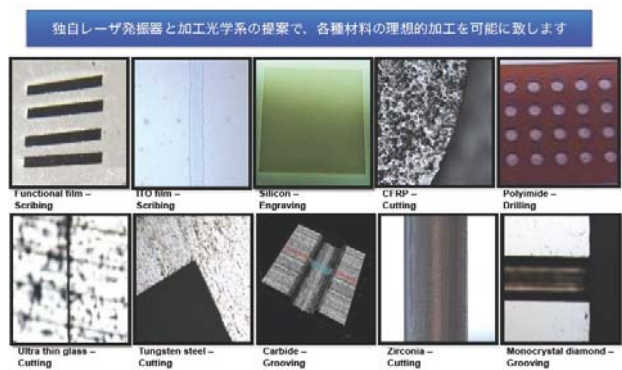 独自レーザ発振器と加工光学系の提案で、各種材料の理想的加工を可能に致します
Functional film –
Scribing
ITO film –
Scribing
Silicon –
Engraving
CFRP –
Cutting
Polyimide –
Drilling
Ultra thin glass –
Cutting
Tungsten steel –
Cutting
Carbide –
Grooving
Zirconia –
Cutting
Monocrystal diamond –
Grooving